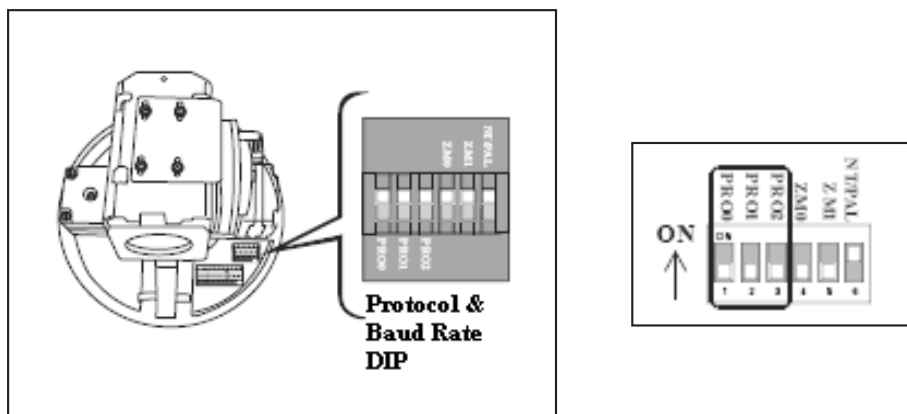 NT/PAL
ZM1
ZM0
PRO0
PRO1
PRO2
Protocol &
Baud Rate
DIP
PRO0
PRO1
PRO2
ZM0
ZM1
NT/PAL
ON
ON
1 2 3 4 5 6